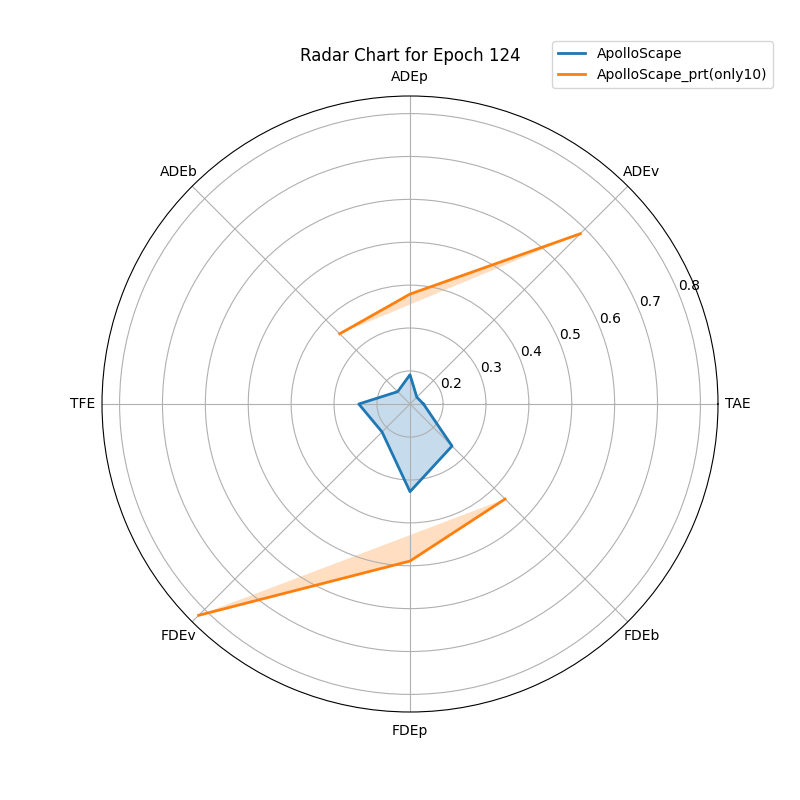 Radar Chart for Epoch 124
ApolloScape
ApolloScape_prt(only10)
ADEp
ADEb
ADEv
0.8
0.7
0.6
0.5
0.4
0.3
0.2
TFE
TAE
FDEv
FDEb
FDEp